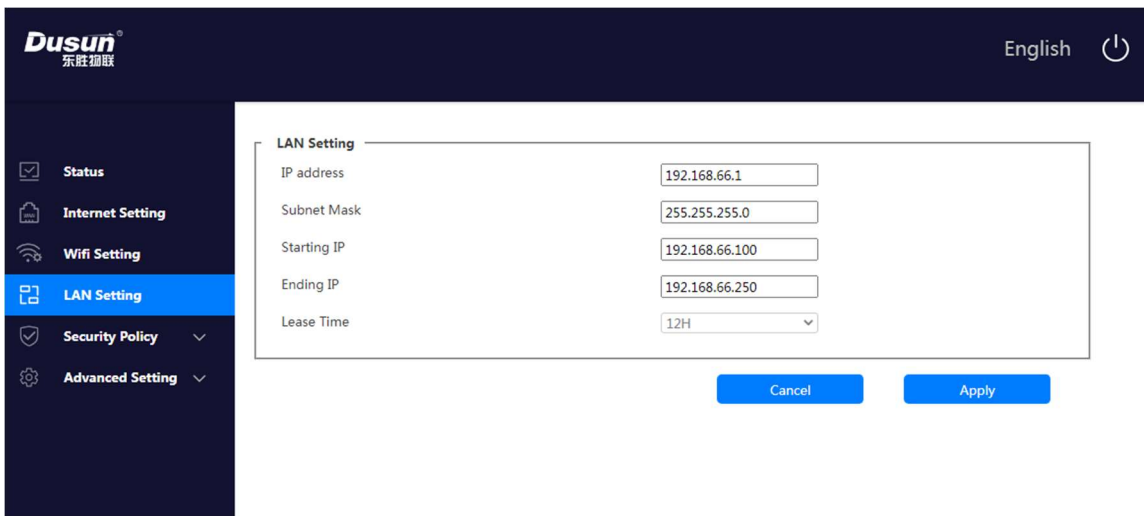 Dusun®
东胜物联
English
Status
Internet Setting
Wifi Setting
LAN Setting
Security Policy
Advanced Setting
LAN Setting
IP address 192.168.66.1
Subnet Mask 255.255.255.0
Starting IP 192.168.66.100
Ending IP 192.168.66.250
Lease Time 12H
Cancel Apply